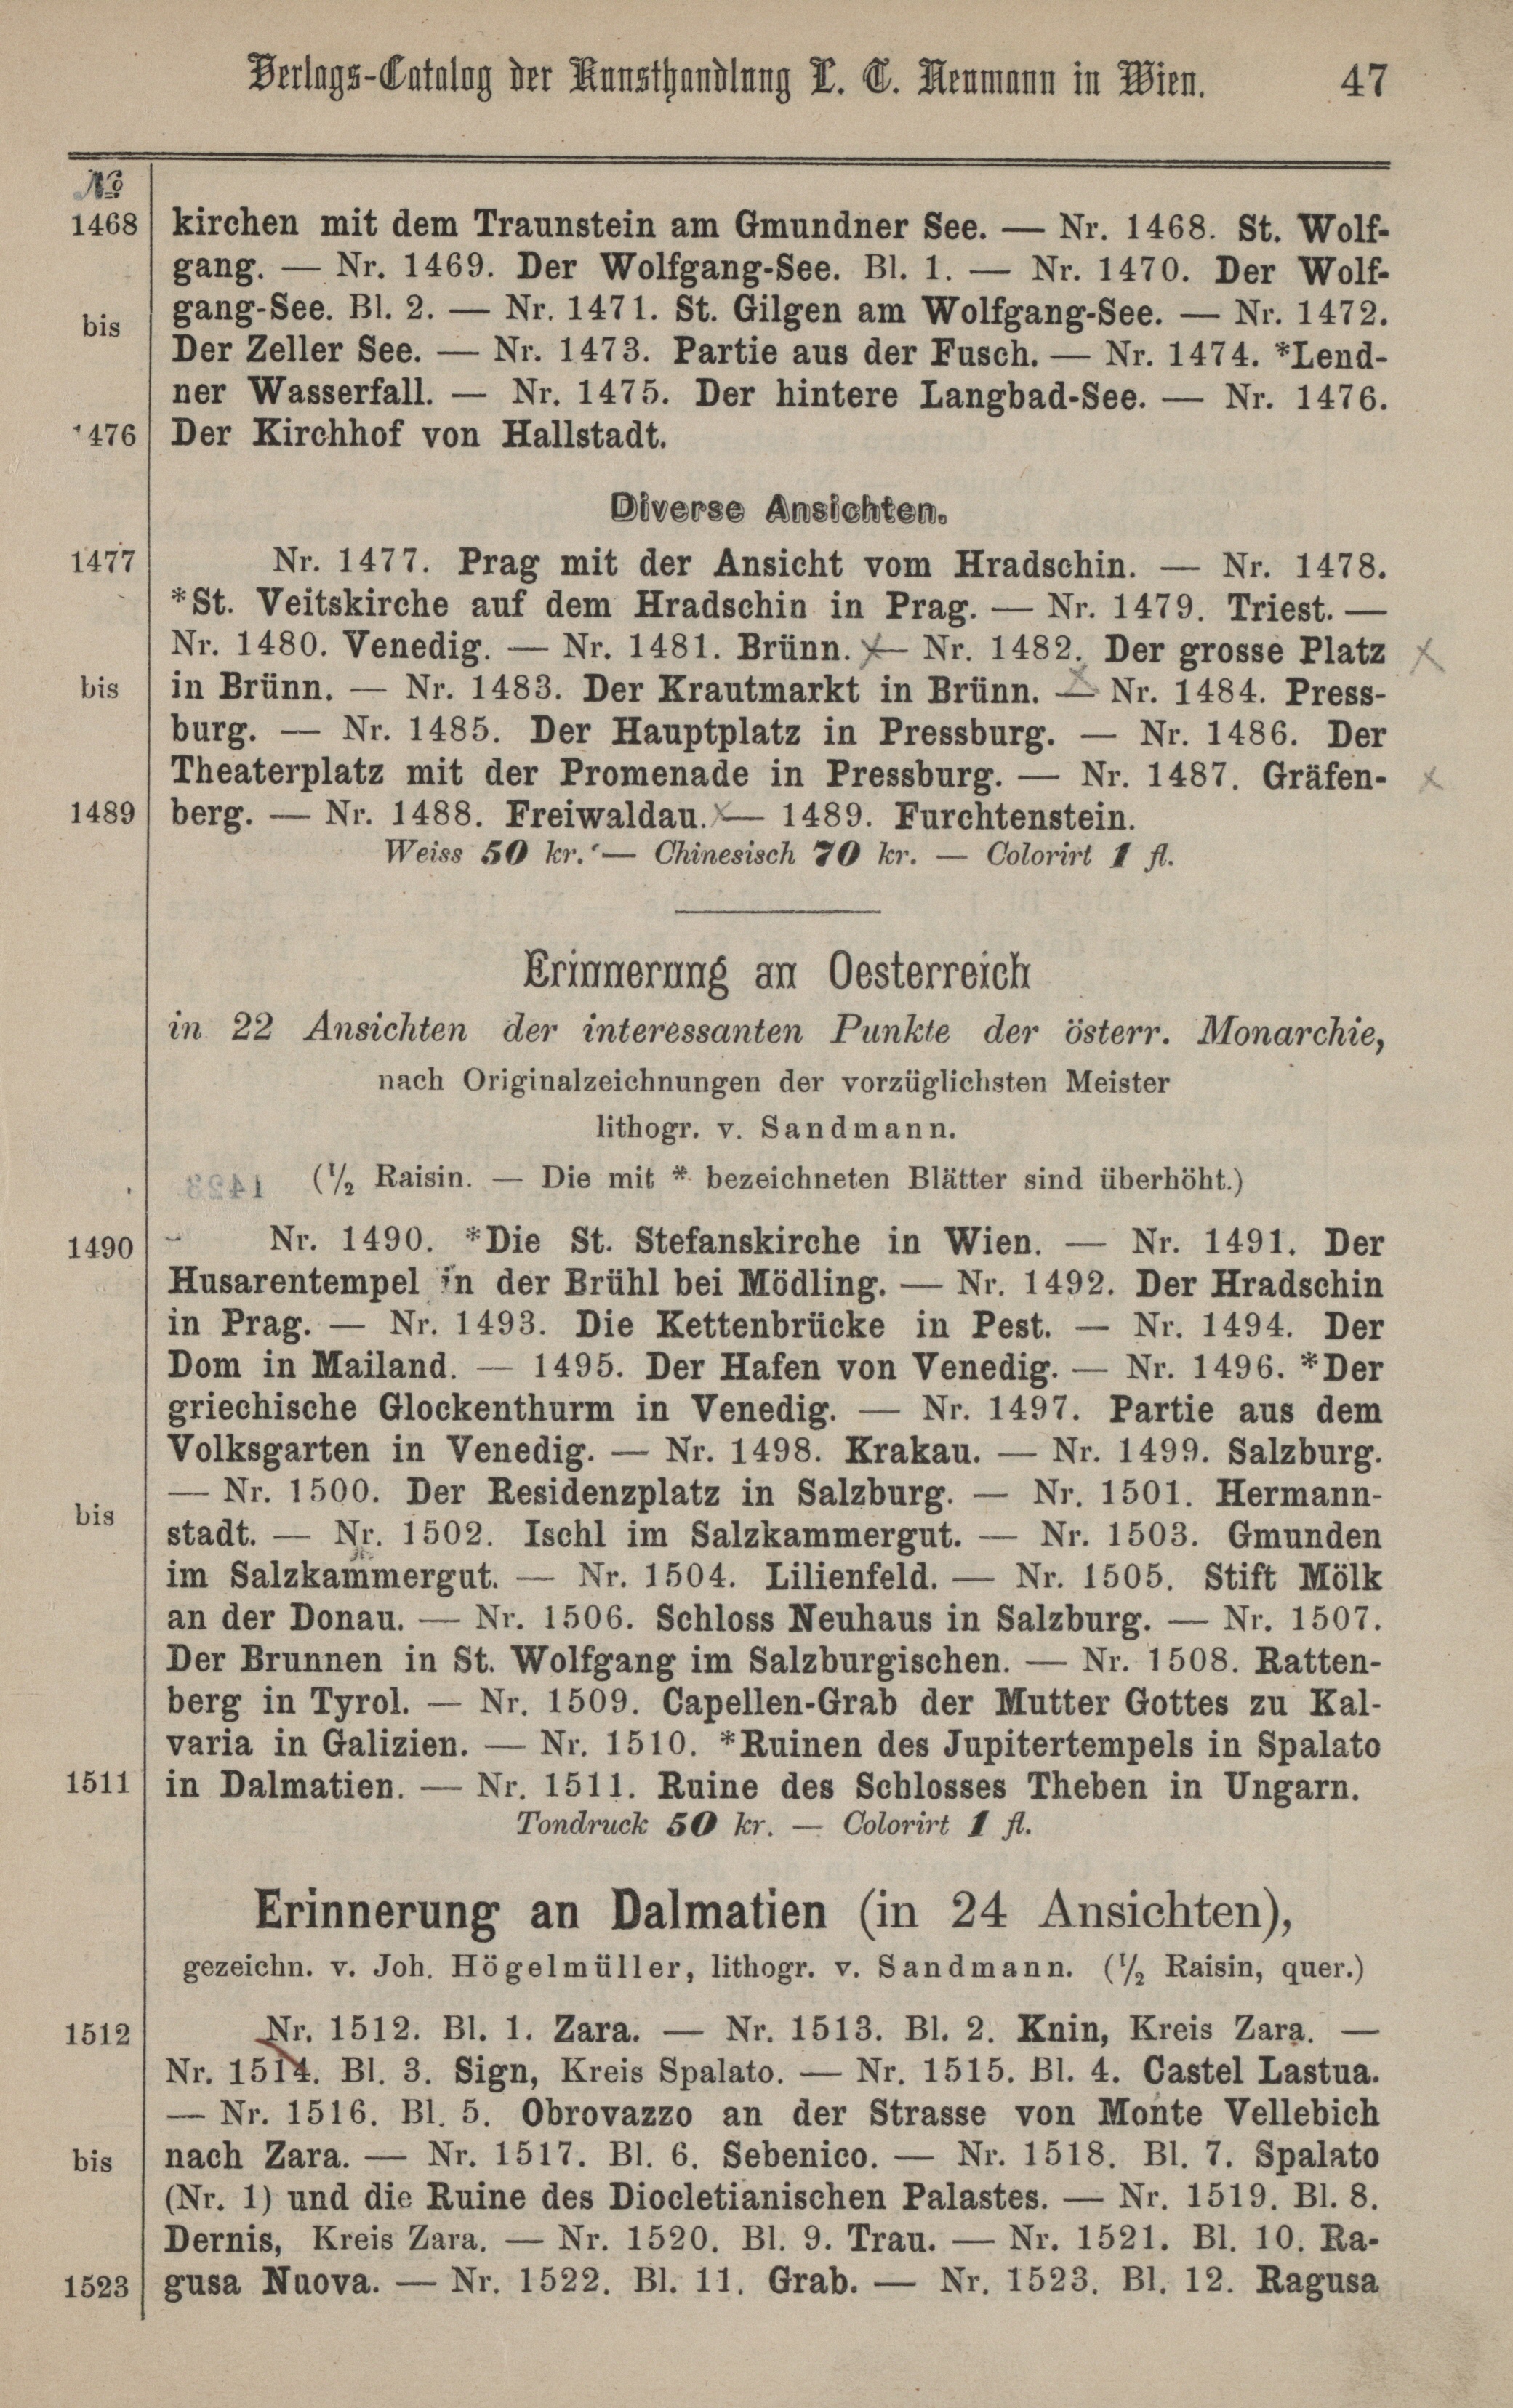 Verlags-Catalog der Kunsthandlung L. T. Neumann in Wien. 47
No
1468 kirchen mit dem Traunstein am Gmundner See. — Nr. 1468. St. Wolf-
gang. — Nr. 1469. Der Wolfgang-See. Bl. 1. — Nr. 1470. Der Wolf-
bis gang-See. Bl. 2. — Nr. 1471. St. Gilgen am Wolfgang-See. — Nr. 1472.
Der Zeller See. — Nr. 1473. Partie aus der Fusch. — Nr. 1474. *Lend-
ner Wasserfall. — Nr. 1475. Der hintere Langbad-See. — Nr. 1476.
1476 Der Kirchhof von Hallstadt.
Diverse Ansichten.
1477 Nr. 1477. Prag mit der Ansicht vom Hradschin. — Nr. 1478.
*St. Veitskirche auf dem Hradschin in Prag. — Nr. 1479. Triest. —
Nr. 1480. Venedig. — Nr. 1481. Brünn. — Nr. 1482. Der grosse Platz
bis in Brünn. — Nr. 1483. Der Krautmarkt in Brünn. — Nr. 1484. Press-
burg. — Nr. 1485. Der Hauptplatz in Pressburg. — Nr. 1486. Der
Theaterplatz mit der Promenade in Pressburg. — Nr. 1487. Gräfen-
1489 berg. — Nr. 1488. Freiwaldau. — 1489. Furchtenstein.
Weiss 50 kr. — Chinesisch 70 kr. — Colorirt 1 fl.
Erinnerung an Oesterreich
in 22 Ansichten der interessanten Punkte der österr. Monarchie,
nach Originalzeichnungen der vorzüglichsten Meister
lithogr. v. Sandmann.
(1/2 Raisin. — Die mit * bezeichneten Blätter sind überhöht.)
1490 Nr. 1490. *Die St. Stefanskirche in Wien. — Nr. 1491. Der
Husarentempel in der Brühl bei Mödling. — Nr. 1492. Der Hradschin
in Prag. — Nr. 1493. Die Kettenbrücke in Pest. — Nr. 1494. Der
Dom in Mailand. — 1495. Der Hafen von Venedig. — Nr. 1496. *Der
griechische Glockenthurm in Venedig. — Nr. 1497. Partie aus dem
Volksgarten in Venedig. — Nr. 1498. Krakau. — Nr. 1499. Salzburg.
— Nr. 1500. Der Residenzplatz in Salzburg. — Nr. 1501. Hermann-
bis stadt. — Nr. 1502. Ischl im Salzkammergut. — Nr. 1503. Gmunden
im Salzkammergut. — Nr. 1504. Lilienfeld. — Nr. 1505. Stift Mölk
an der Donau. — Nr. 1506. Schloss Neuhaus in Salzburg. — Nr. 1507.
Der Brunnen in St. Wolfgang im Salzburgischen. — Nr. 1508. Ratten-
berg in Tyrol. — Nr. 1509. Capellen-Grab der Mutter Gottes zu Kal-
varia in Galizien. — Nr. 1510. *Ruinen des Jupitertempels in Spalato
1511 in Dalmatien. — Nr. 1511. Ruine des Schlosses Theben in Ungarn.
Tondruck 50 kr. — Colorirt 1 fl.
Erinnerung an Dalmatien (in 24 Ansichten),
gezeichn. v. Joh. Högelmüller, lithogr. v. Sandmann. (1/2 Raisin, quer.)
1512 Nr. 1512. Bl. 1. Zara. — Nr. 1513. Bl. 2. Knin, Kreis Zara. —
Nr. 1514. Bl. 3. Sign, Kreis Spalato. — Nr. 1515. Bl. 4. Castel Lastua.
— Nr. 1516. Bl. 5. Obrovazzo an der Strasse von Monte Vellebich
bis nach Zara. — Nr. 1517. Bl. 6. Sebenico. — Nr. 1518. Bl. 7. Spalato
(Nr. 1) und die Ruine des Diocletianischen Palastes. — Nr. 1519. Bl. 8.
Dernis, Kreis Zara. — Nr. 1520. Bl. 9. Trau. — Nr. 1521. Bl. 10. Ra-
1523 gusa Nuova. — Nr. 1522. Bl. 11. Grab. — Nr. 1523. Bl. 12. Ragusa